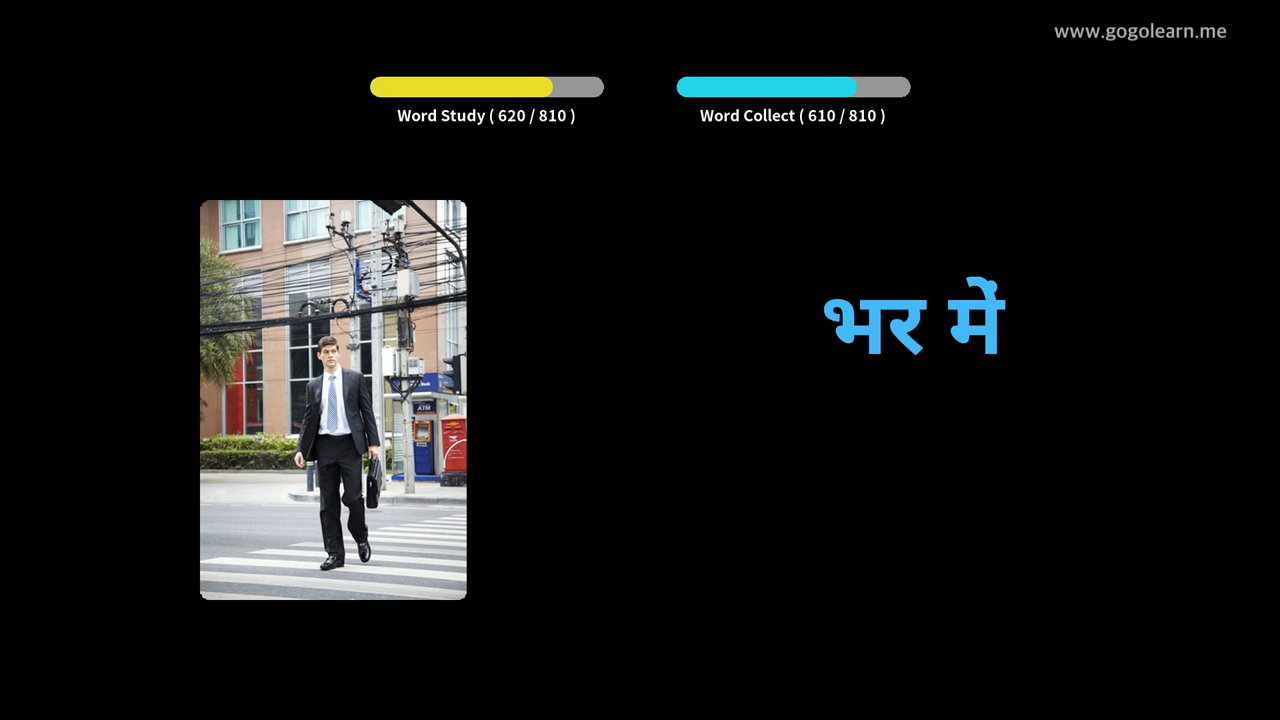 www.gogolearn.me
Word Study ( 620 / 810 )
Word Collect ( 610 / 810 )
भर में
ATM